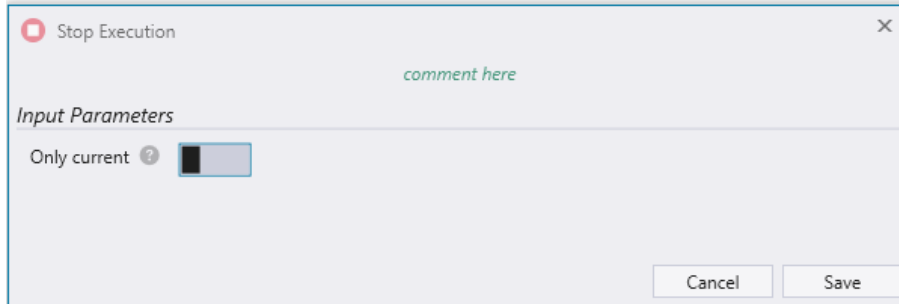 Stop Execution
comment here
Input Parameters
Only current ?
Cancel Save